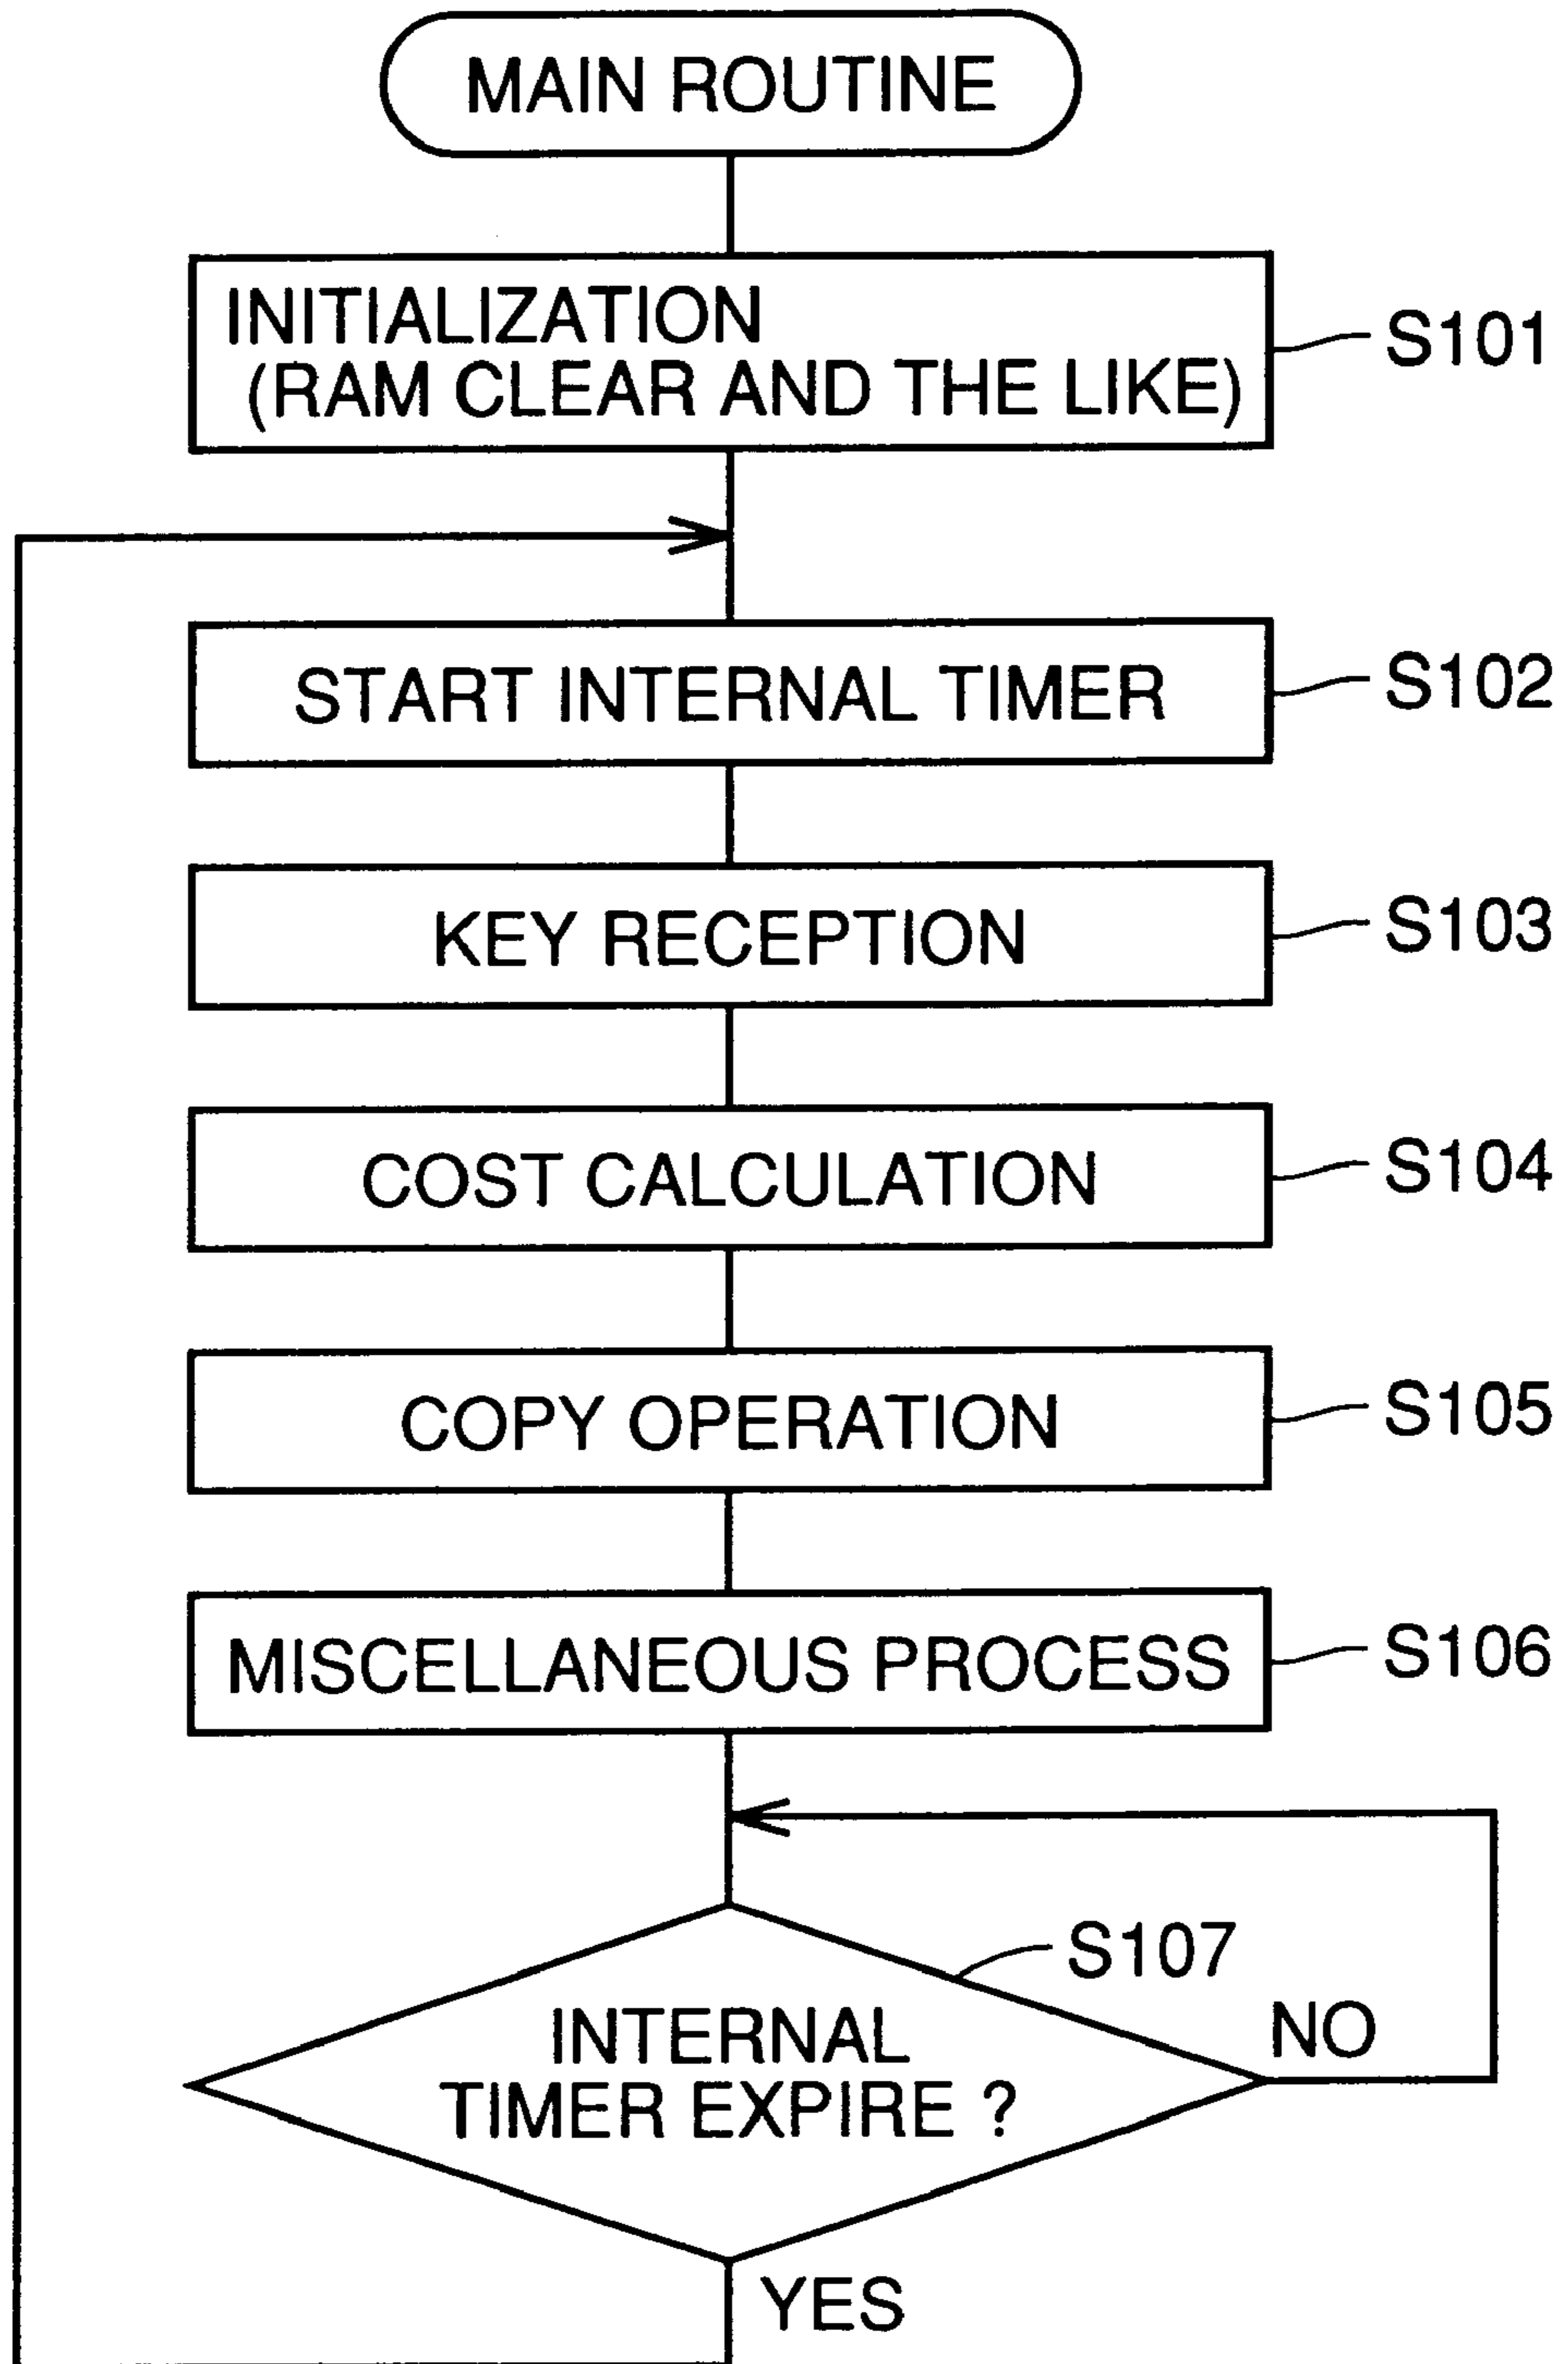 MAIN ROUTINE
INITIALIZATION
(RAM CLEAR AND THE LIKE)
S101
START INTERNAL TIMER
S102
KEY RECEPTION
S103
COST CALCULATION
S104
COPY OPERATION
S105
MISCELLANEOUS PROCESS
S106
S107
INTERNAL
TIMER EXPIRE ?
NO
YES